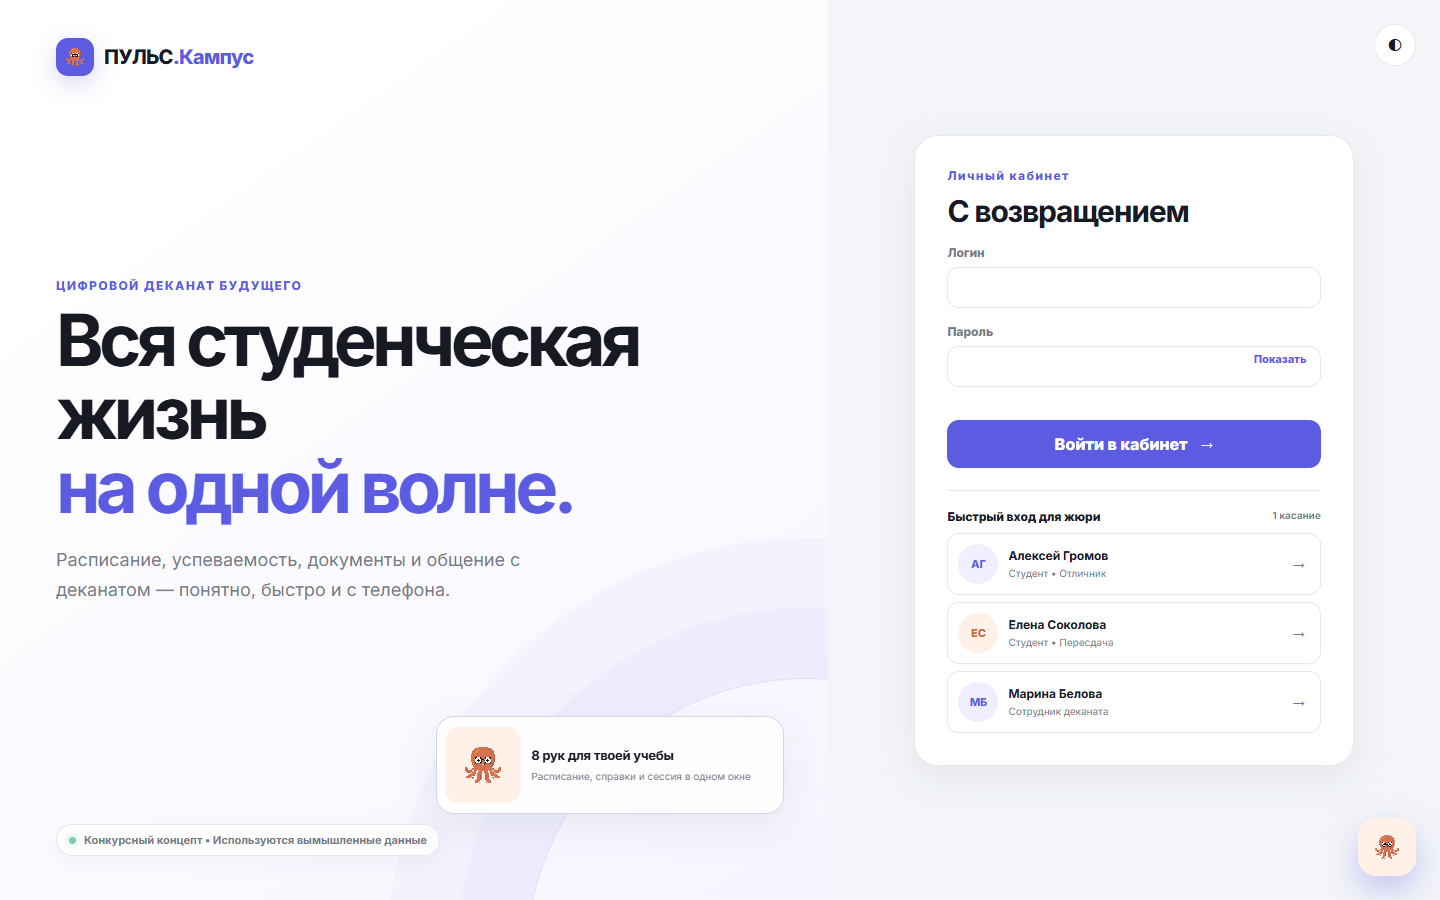 ПУЛЬС.Кампус
ЦИФРОВОЙ ДЕКАНАТ БУДУЩЕГО
Вся студенческая
жизнь
на одной волне.
Расписание, успеваемость, документы и общение с
деканатом — понятно, быстро и с телефона.
8 рук для твоей учебы
Расписание, справки и сессия в одном окне
Конкурсный концепт • Используются вымышленные данные
Личный кабинет
С возвращением
Логин
Пароль
Показать
Войти в кабинет →
Быстрый вход для жюри
1 касание
АГ
Алексей Громов
Студент • Отличник
→
ЕС
Елена Соколова
Студент • Пересдача
→
МБ
Марина Белова
Сотрудник деканата
→